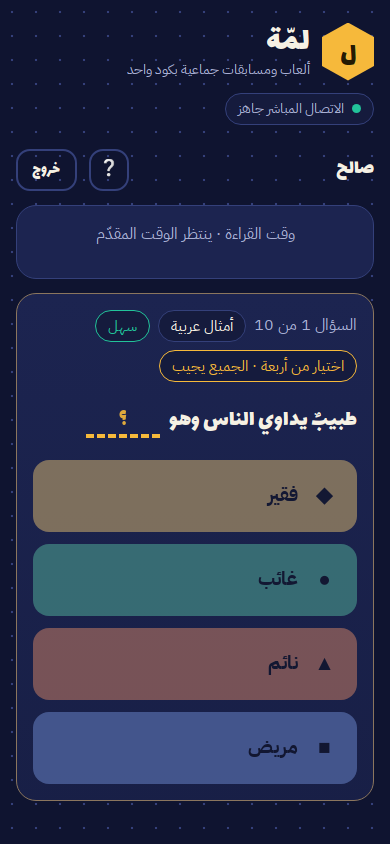 ل
لمّة
ألعاب ومسابقات جماعية بكود واحد
الاتصال المباشر جاهز
صالح
؟
خروج
وقت القراءة · ينتظر الوقت المقدّم
السؤال 1 من 10
أمثال عربية
سهل
اختيار من أربعة · الجميع يجيب
طبيبٌ يداوي الناس وهو ؟
◆ فقير
● غائب
▲ نائم
■ مريض